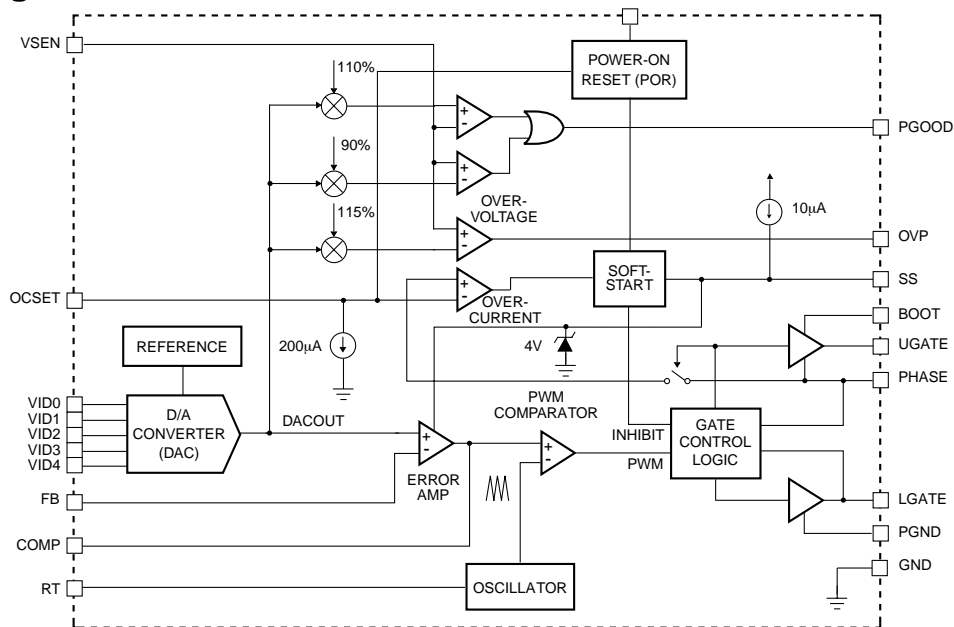 VSEN
POWER-ON
RESET (POR)
110%
PGOOD
90%
115%
OVER-
VOLTAGE
10μA
OVP
SOFT-
START
SS
OCSET
OVER-
CURRENT
BOOT
REFERENCE
200μA
4V
UGATE
PHASE
VID0
VID1
VID2
VID3
VID4
D/A
CONVERTER
(DAC)
DACOUT
PWM
COMPARATOR
INHIBIT
PWM
GATE
CONTROL
LOGIC
ERROR
AMP
FB
LGATE
PGND
COMP
GND
RT
OSCILLATOR